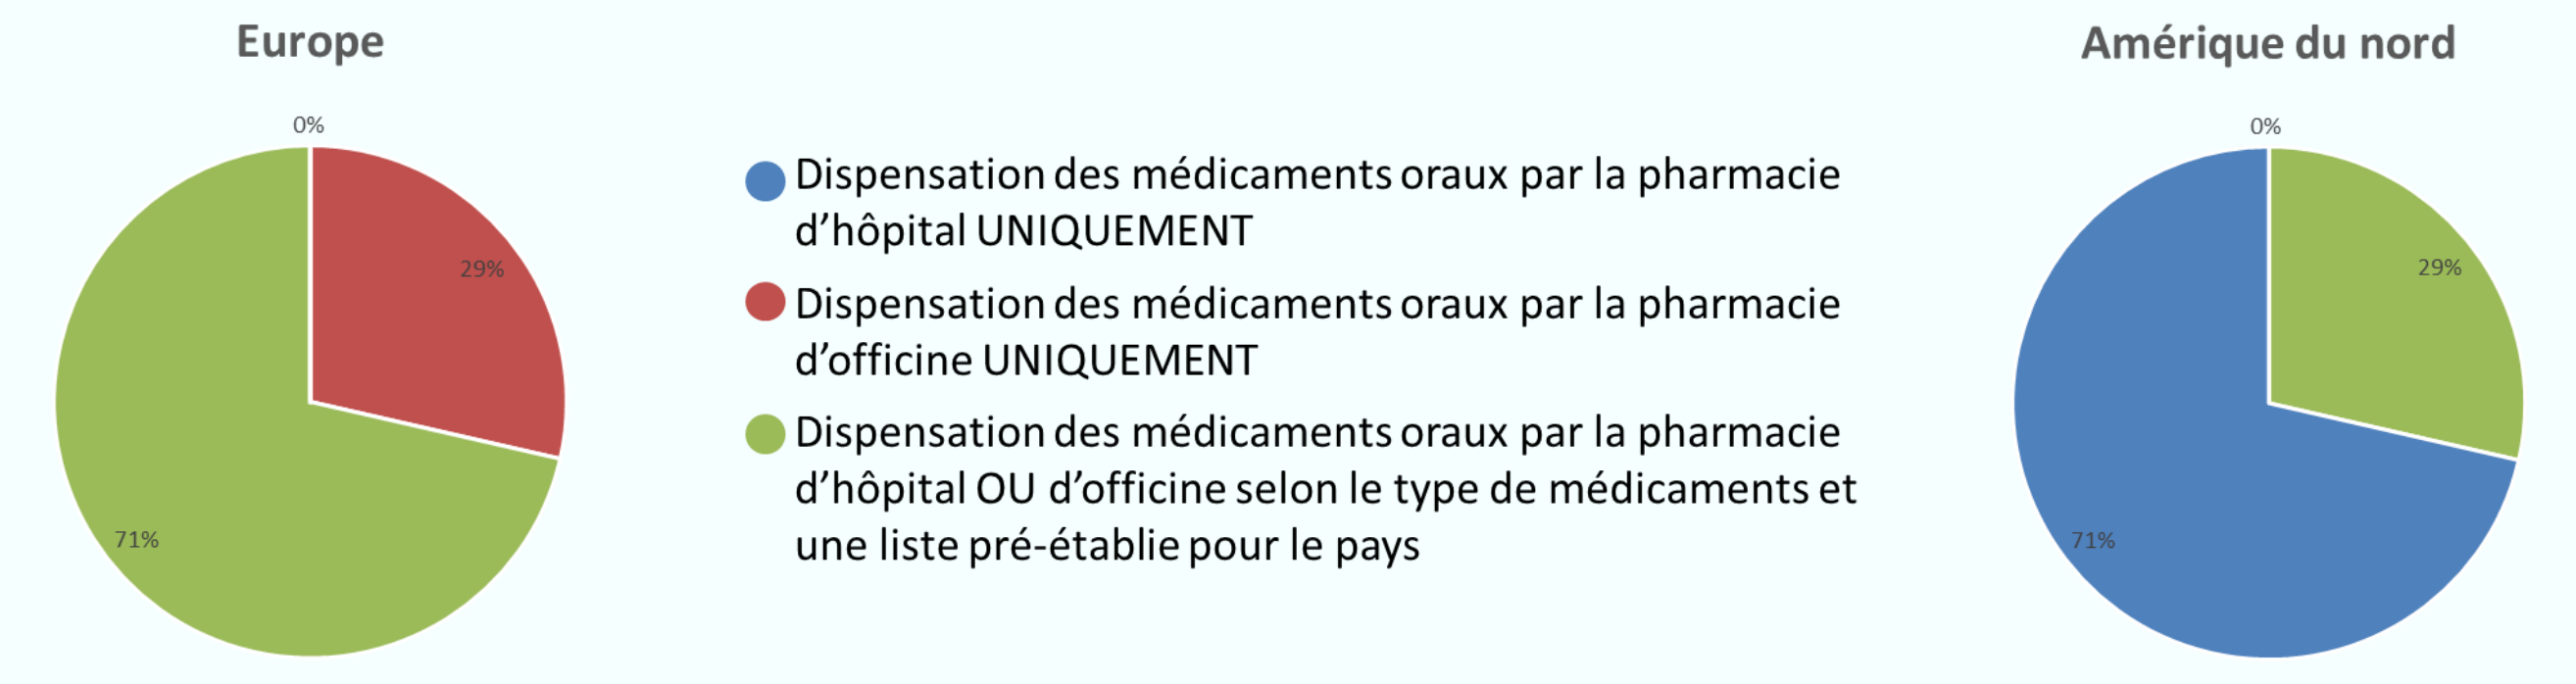 Europe
0%
29%
71%
Dispensation des médicaments oraux par la pharmacie
d’hôpital UNIQUEMENT
Dispensation des médicaments oraux par la pharmacie
d’officine UNIQUEMENT
Dispensation des médicaments oraux par la pharmacie
d’hôpital OU d’officine selon le type de médicaments et
une liste pré-établie pour le pays
Amérique du nord
0%
29%
71%